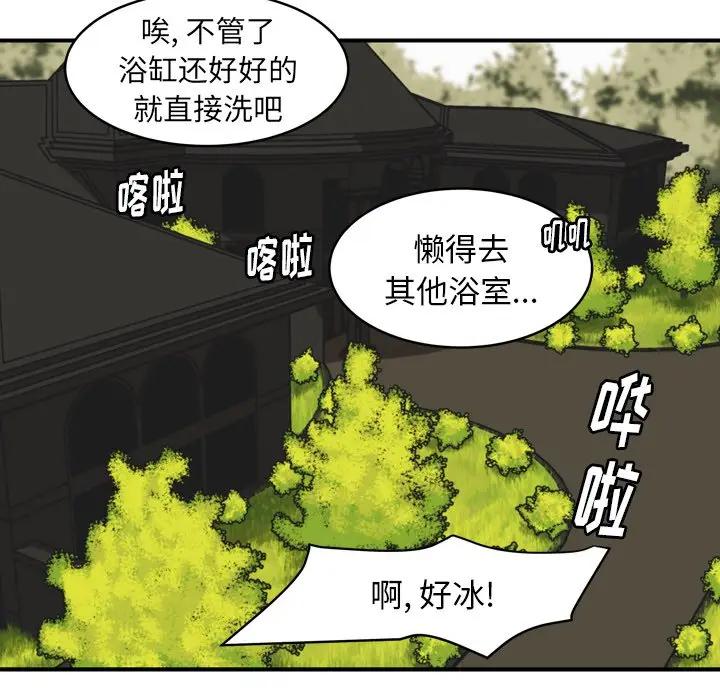 唉, 不管了
浴缸还好好的
就直接洗吧
喀啦
喀啦
叽叽
懒得去
其他浴室...
哗
啦
啊, 好冰!